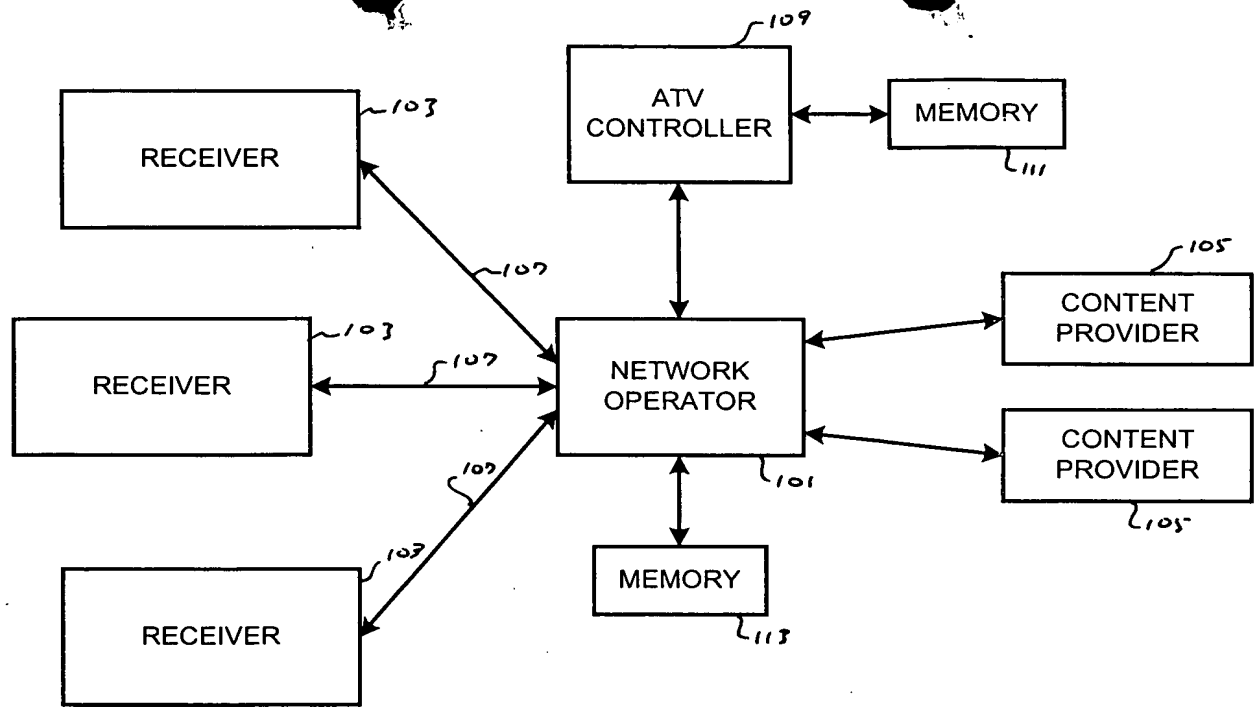 109
ATV
CONTROLLER
MEMORY
111
103
RECEIVER
107
105
CONTENT
PROVIDER
103
RECEIVER
107
NETWORK
OPERATOR
101
CONTENT
PROVIDER
105
107
103
RECEIVER
MEMORY
113